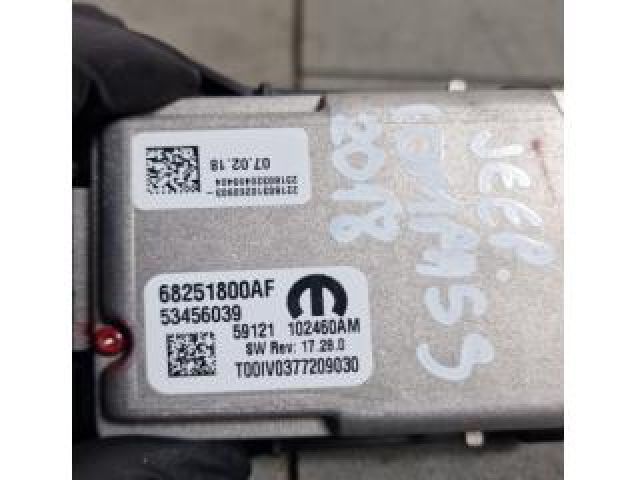 07.02.18
68251800AF
53456039
59121 102460AM
SW Rev: 17.28.0
T00IV0377209030
JEEP.
COMPASS
2018